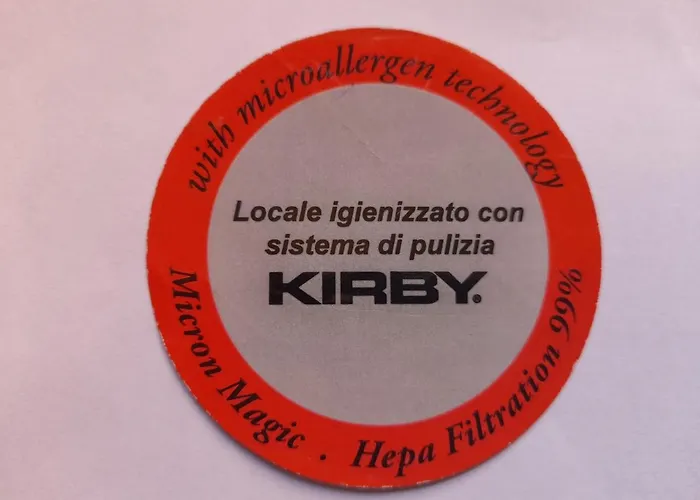 with microallergen technology
Locale igienizzato con
sistema di pulizia
KIRBY®
Micron Magic . Hepa Filtration 99%